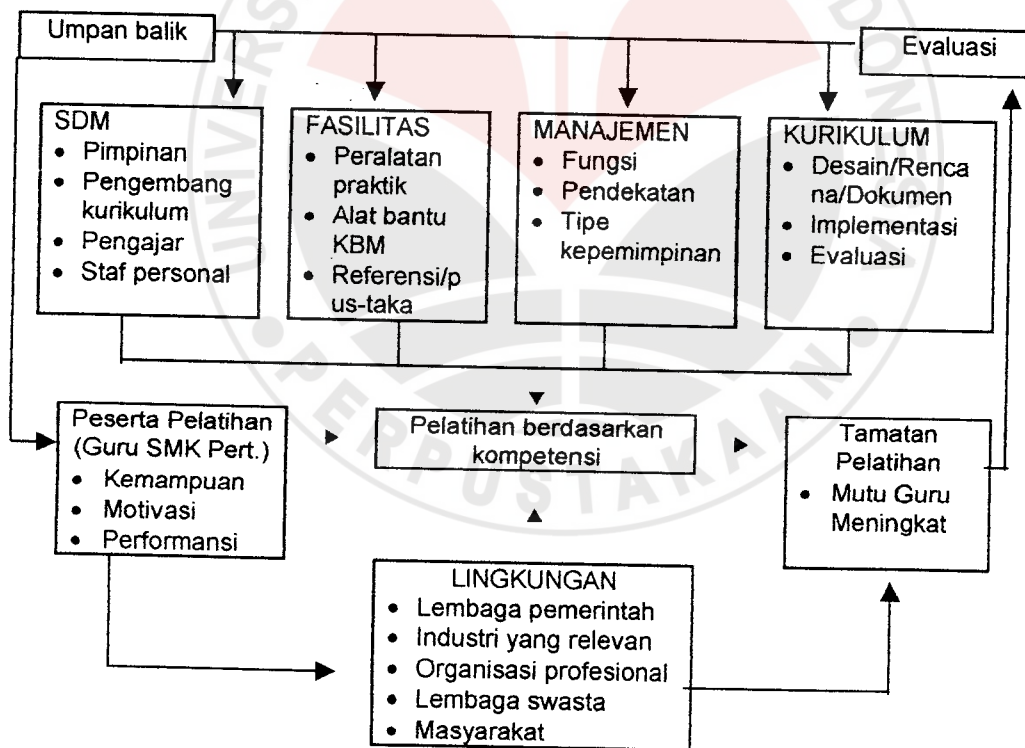 Umpan balik
Evaluasi
SDM
• Pimpinan
• Pengembang
kurikulum
• Pengajar
• Staf personal
FASILITAS
• Peralatan
praktik
• Alat bantu
KBM
• Referensi/p
us-taka
MANAJEMEN
• Fungsi
• Pendekatan
• Tipe
kepemimpinan
KURIKULUM
• Desain/Renca
na/Dokumen
• Implementasi
• Evaluasi
Peserta Pelatihan
(Guru SMK Pert.)
• Kemampuan
• Motivasi
• Performansi
Pelatihan berdasarkan
kompetensi
Tamatan
Pelatihan
• Mutu Guru
Meningkat
LINGKUNGAN
• Lembaga pemerintah
• Industri yang relevan
• Organisasi profesional
• Lembaga swasta
• Masyarakat
PERPUSTAKAAN